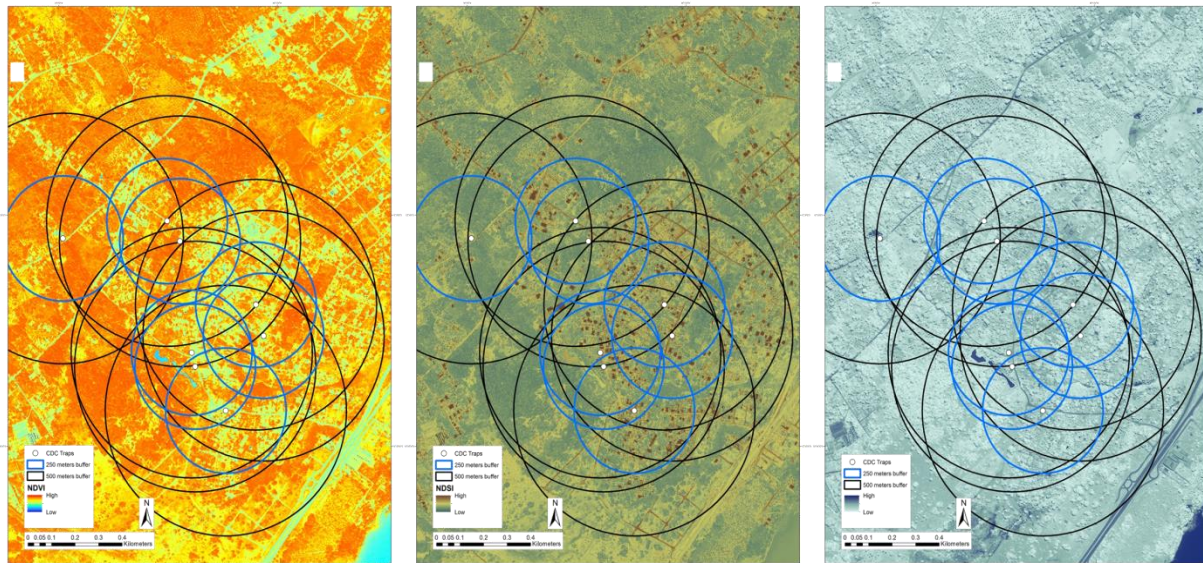 CDC Traps
250 meters buffer
500 meters buffer
NDVI
High
Low
N
0 0.05 0.1 0.2 0.3 0.4
Kilometers
CDC Traps
250 meters buffer
500 meters buffer
NDSI
High
Low
N
0 0.05 0.1 0.2 0.3 0.4
Kilometers
CDC Traps
250 meters buffer
500 meters buffer
High
Low
N
0 0.05 0.1 0.2 0.3 0.4
Kilometers